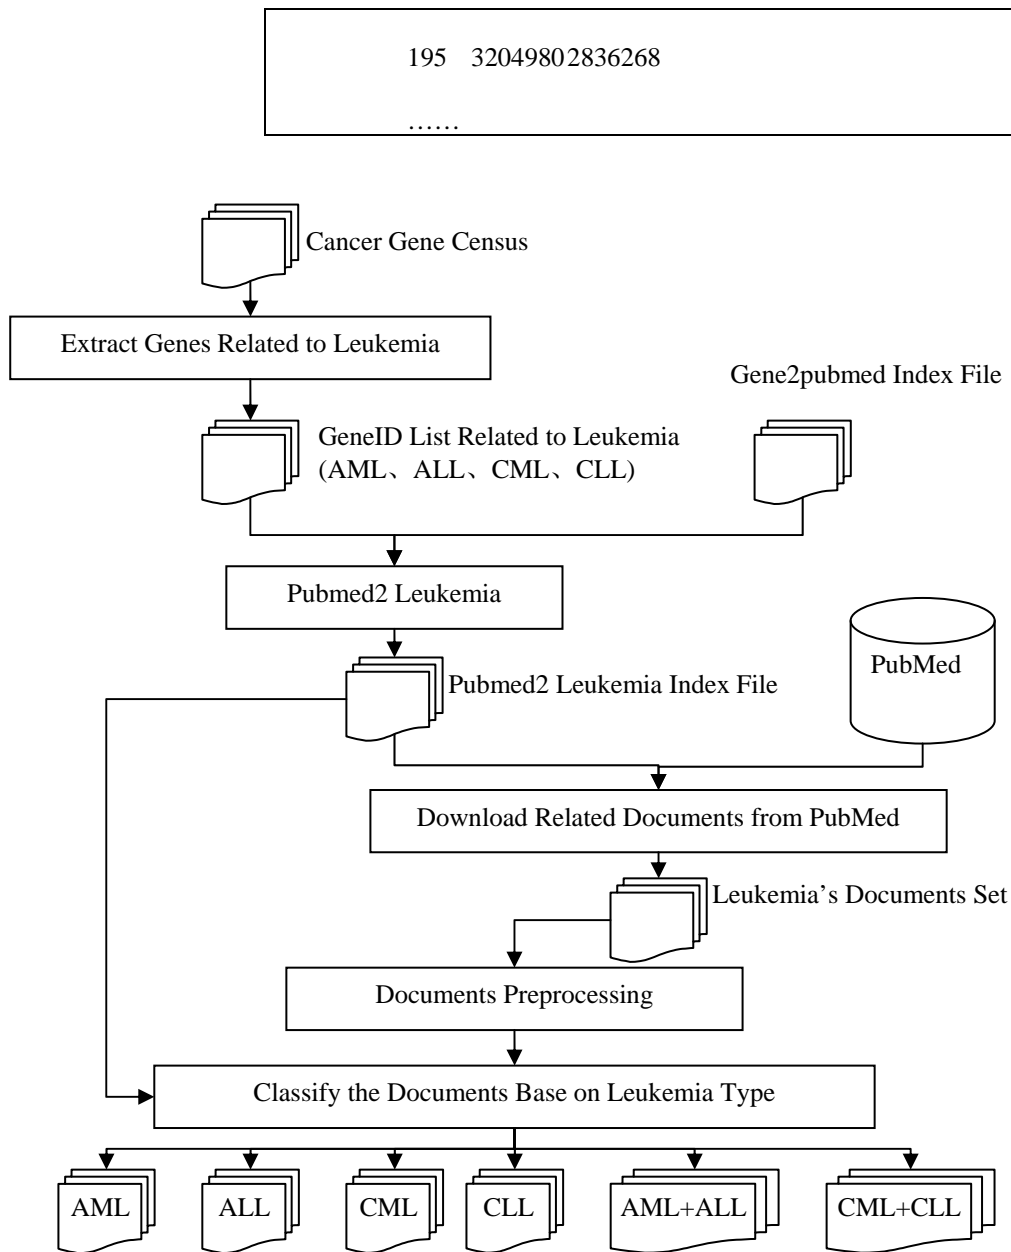 195 32049802836268
……
Cancer Gene Census
Extract Genes Related to Leukemia
Gene2pubmed Index File
GeneID List Related to Leukemia
(AML、ALL、CML、CLL)
Pubmed2 Leukemia
PubMed
Pubmed2 Leukemia Index File
Download Related Documents from PubMed
Leukemia’s Documents Set
Documents Preprocessing
Classify the Documents Base on Leukemia Type
AML ALL CML CLL AML+ALL CML+CLL